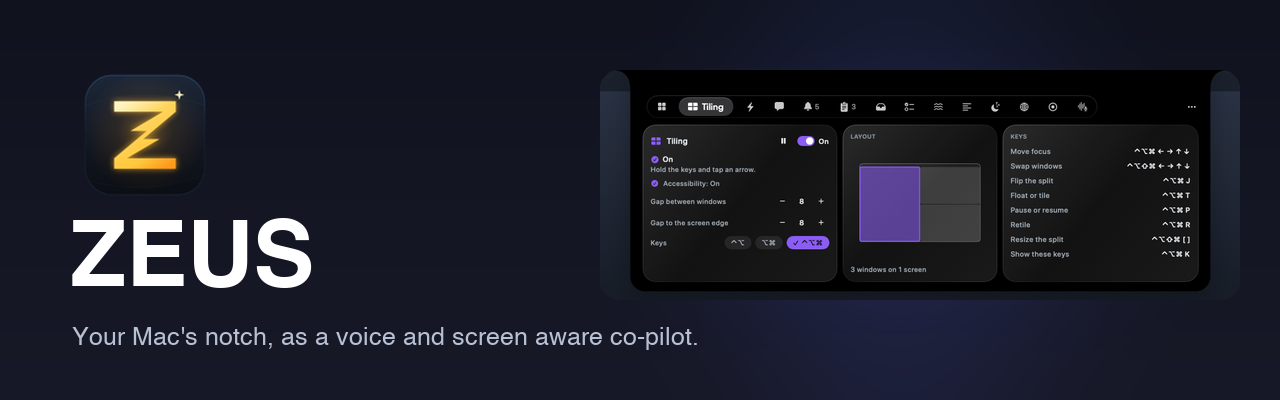 Z
ZEUS
Your Mac's notch, as a voice and screen aware co-pilot.
Tiling
5
3
Tiling
On
On
Hold the keys and tap an arrow.
Accessibility: On
Gap between windows − 8 +
Gap to the screen edge − 8 +
Keys ⌃⌥ ⌥⌘ ✓ ⌃⌥⌘
LAYOUT
3 windows on 1 screen
KEYS
Move focus ⌃⌥⌘ ← → ↑ ↓
Swap windows ⌃⌥⇧⌘ ← → ↑ ↓
Flip the split ⌃⌥⌘ J
Float or tile ⌃⌥⌘ T
Pause or resume ⌃⌥⌘ P
Retile ⌃⌥⌘ R
Resize the split ⌃⌥⇧⌘ [ ]
Show these keys ⌃⌥⌘ K